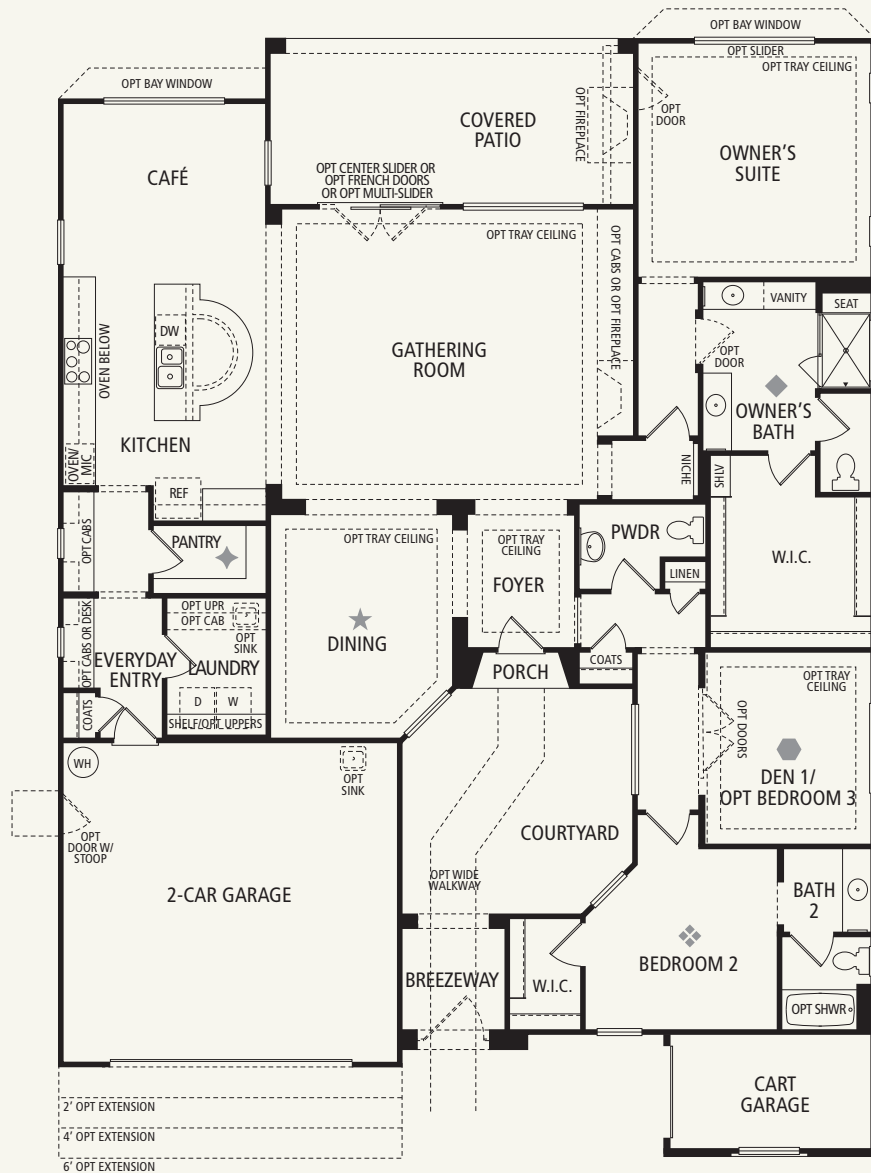 OPT BAY WINDOW
OPT SLIDER
OPT TRAY CEILING
OPT BAY WINDOW
COVERED
PATIO
OPT FIREPLACE
OPT
DOOR
OWNER'S
SUITE
CAFÉ
OPT CENTER SLIDER OR
OPT FRENCH DOORS
OR OPT MULTI-SLIDER
OPT TRAY CEILING
OPT CABS OR OPT FIREPLACE
GATHERING
ROOM
DW
OVEN BELOW
KITCHEN
OVEN/
MIC
REF
VANITY
SEAT
OPT
DOOR
OWNER'S
BATH
NICHE
SHLV
W.I.C.
OPT CABS
PANTRY
OPT TRAY CEILING
DINING
OPT TRAY
CEILING
FOYER
PWDR
LINEN
COATS
PORCH
OPT CABS OR DESK
EVERYDAY
ENTRY
OPT UPR
OPT CAB
OPT
SINK
LAUNDRY
D
W
SHELF/OPT UPPERS
COATS
WH
OPT
SINK
OPT
DOOR W/
STOOP
2-CAR GARAGE
OPT TRAY
CEILING
OPT DOORS
DEN 1/
OPT BEDROOM 3
COURTYARD
OPT WIDE
WALKWAY
BREEZEWAY
W.I.C.
BEDROOM 2
BATH
2
OPT SHWR
CART
GARAGE
2' OPT EXTENSION
4' OPT EXTENSION
6' OPT EXTENSION